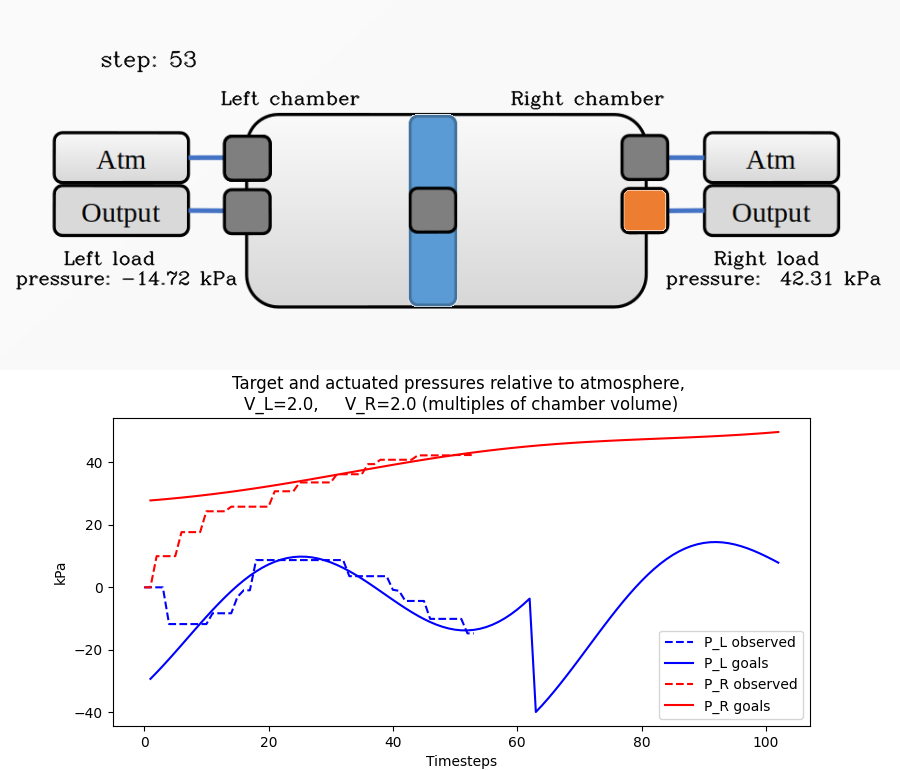 step: 53
Left chamber
Right chamber
Atm
Atm
Output
Output
Left load
pressure: −14.72 kPa
Right load
pressure: 42.31 kPa
Target and actuated pressures relative to atmosphere,
V_L=2.0, V_R=2.0 (multiples of chamber volume)
kPa
40
20
0
−20
−40
P_L observed
P_L goals
P_R observed
P_R goals
0 20 40 60 80 100
Timesteps